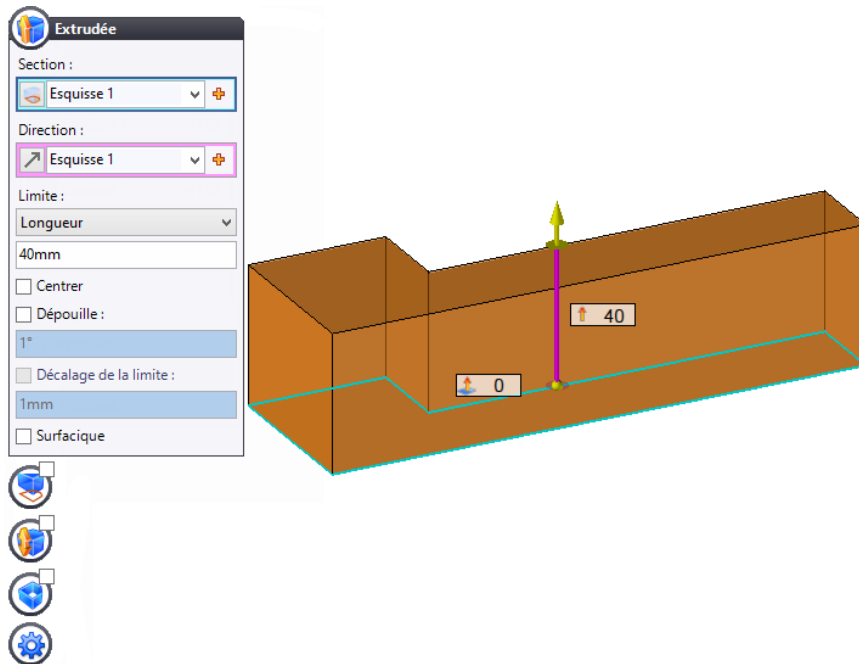 Extrudée
Section :
Esquisse 1
Direction :
Esquisse 1
Limite :
Longueur
40mm
Centrer
Dépouille :
1°
Décalage de la limite :
1mm
Surfacique
40
0